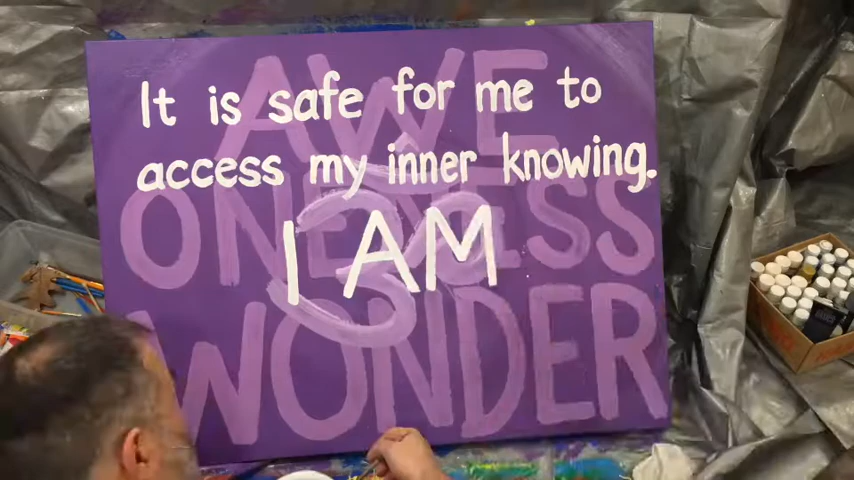 AWE
It is safe for me to
access my inner knowing.
ONENESS
I AM
WONDER